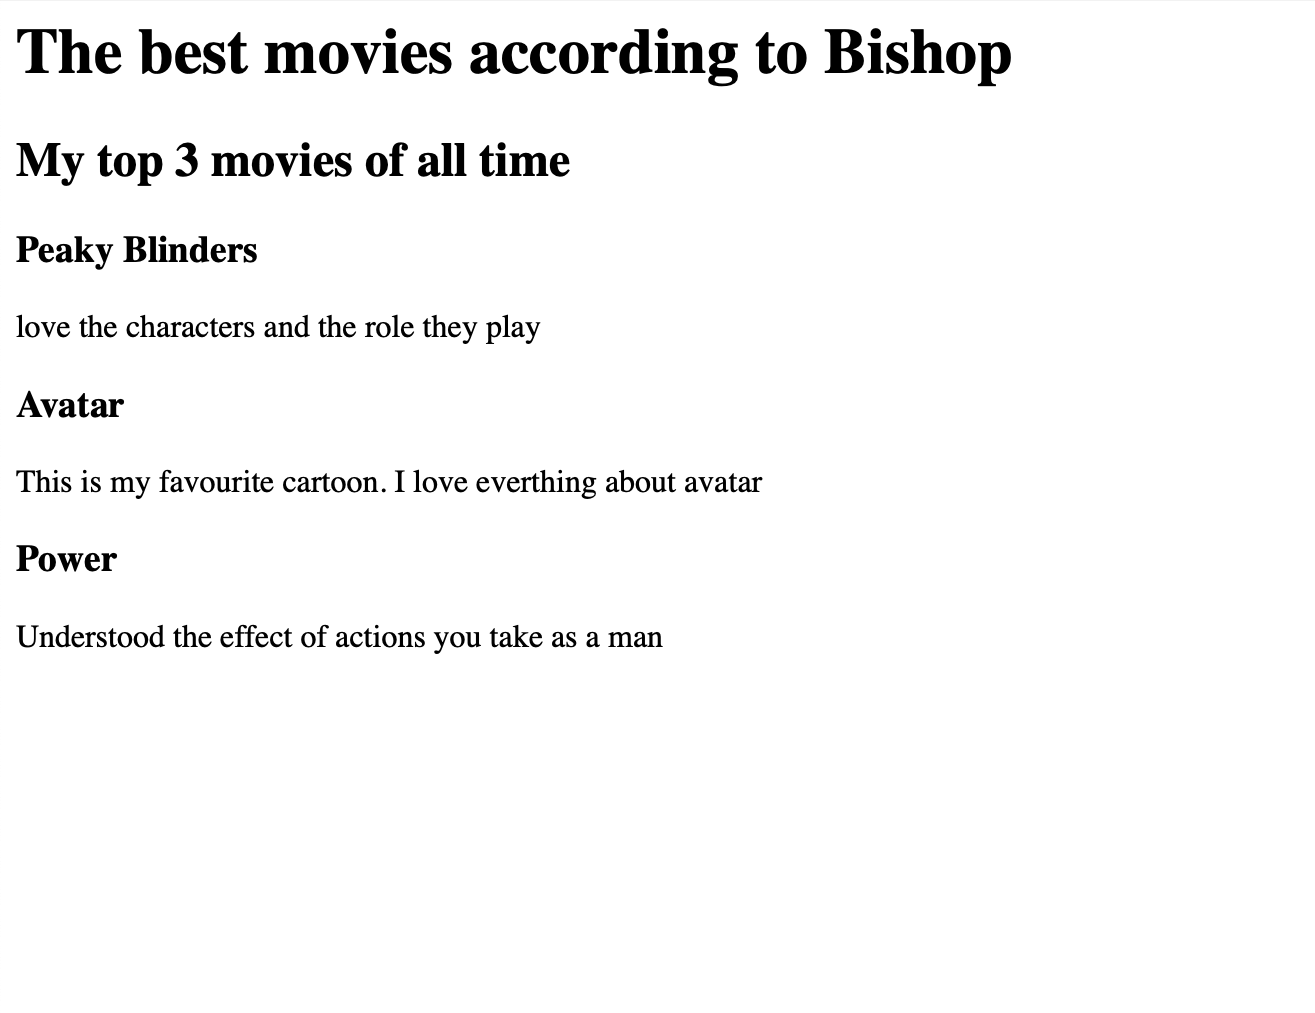 The best movies according to Bishop
My top 3 movies of all time
Peaky Blinders
love the characters and the role they play
Avatar
This is my favourite cartoon. I love everthing about avatar
Power
Understood the effect of actions you take as a man